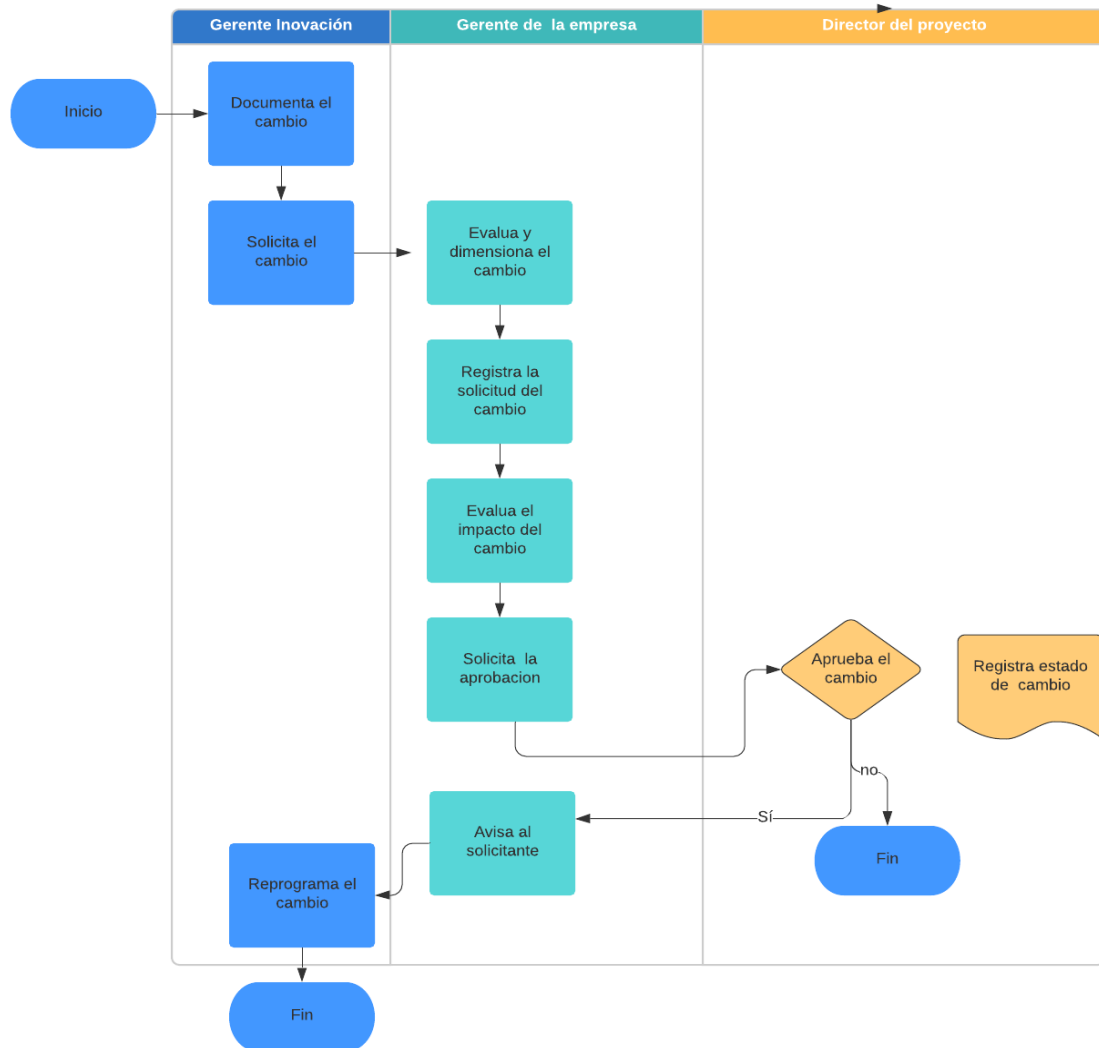 Gerente Inovación
Gerente de  la empresa
Director del proyecto
Inicio
Documenta el
cambio
Solicita el
cambio
Evalua y
dimensiona el
cambio
Registra la
solicitud del
cambio
Evalua el
impacto del
cambio
Solicita  la
aprobacion
Aprueba el
cambio
Registra estado
de  cambio
no
Sí
Avisa al
solicitante
Fin
Reprograma el
cambio
Fin